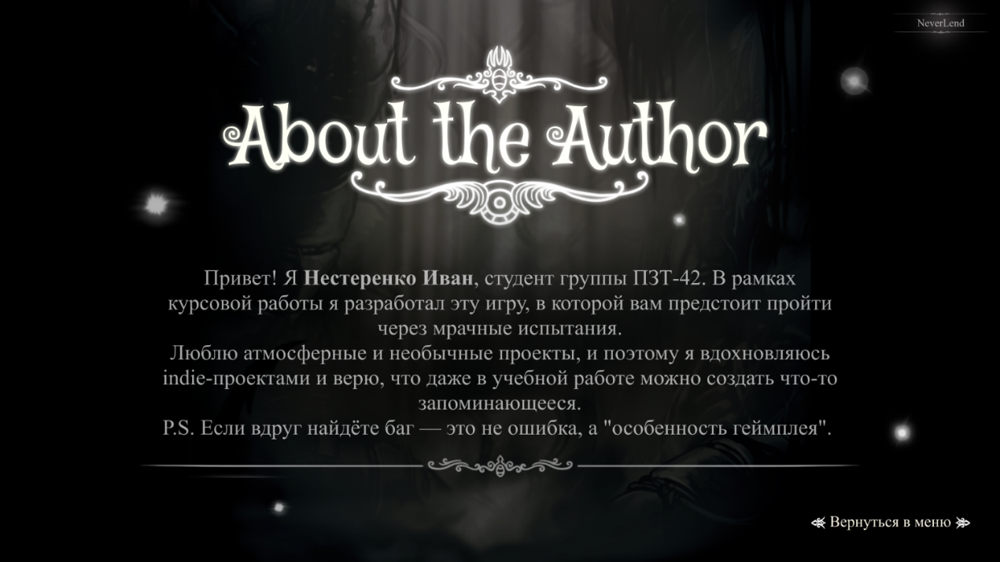 NeverLend
About the Author
Привет! Я Нестеренко Иван, студент группы ПЗТ-42. В рамках
курсовой работы я разработал эту игру, в которой вам предстоит пройти
через мрачные испытания.
Люблю атмосферные и необычные проекты, и поэтому я вдохновляюсь
indie-проектами и верю, что даже в учебной работе можно создать что-то
запоминающееся.
P.S. Если вдруг найдёте баг — это не ошибка, а "особенность геймплея".
Вернуться в меню